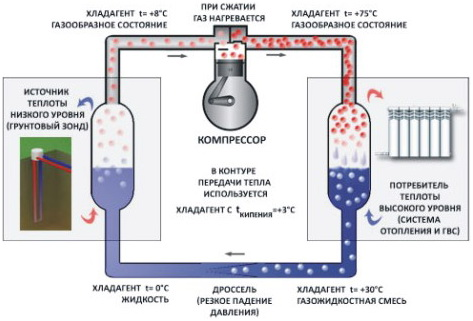 ХЛАДАГЕНТ t= +8°C
ГАЗООБРАЗНОЕ СОСТОЯНИЕ
ПРИ СЖАТИИ
ГАЗ НАГРЕВАЕТСЯ
ХЛАДАГЕНТ t= +75°C
ГАЗООБРАЗНОЕ СОСТОЯНИЕ
ИСТОЧНИК
ТЕПЛОТЫ
НИЗКОГО УРОВНЯ
(ГРУНТОВЫЙ ЗОНД)
КОМПРЕССОР
В КОНТУРЕ
ПЕРЕДАЧИ ТЕПЛА
ИСПОЛЬЗУЕТСЯ
ХЛАДАГЕНТ С tкипения=+3°C
ПОТРЕБИТЕЛЬ
ТЕПЛОТЫ
ВЫСОКОГО УРОВНЯ
(СИСТЕМА
ОТОПЛЕНИЯ И ГВС)
ХЛАДАГЕНТ t= 0°C
ЖИДКОСТЬ
ДРОССЕЛЬ
(РЕЗКОЕ ПАДЕНИЕ
ДАВЛЕНИЯ)
ХЛАДАГЕНТ t= +30°C
ГАЗОЖИДКОСТНАЯ СМЕСЬ